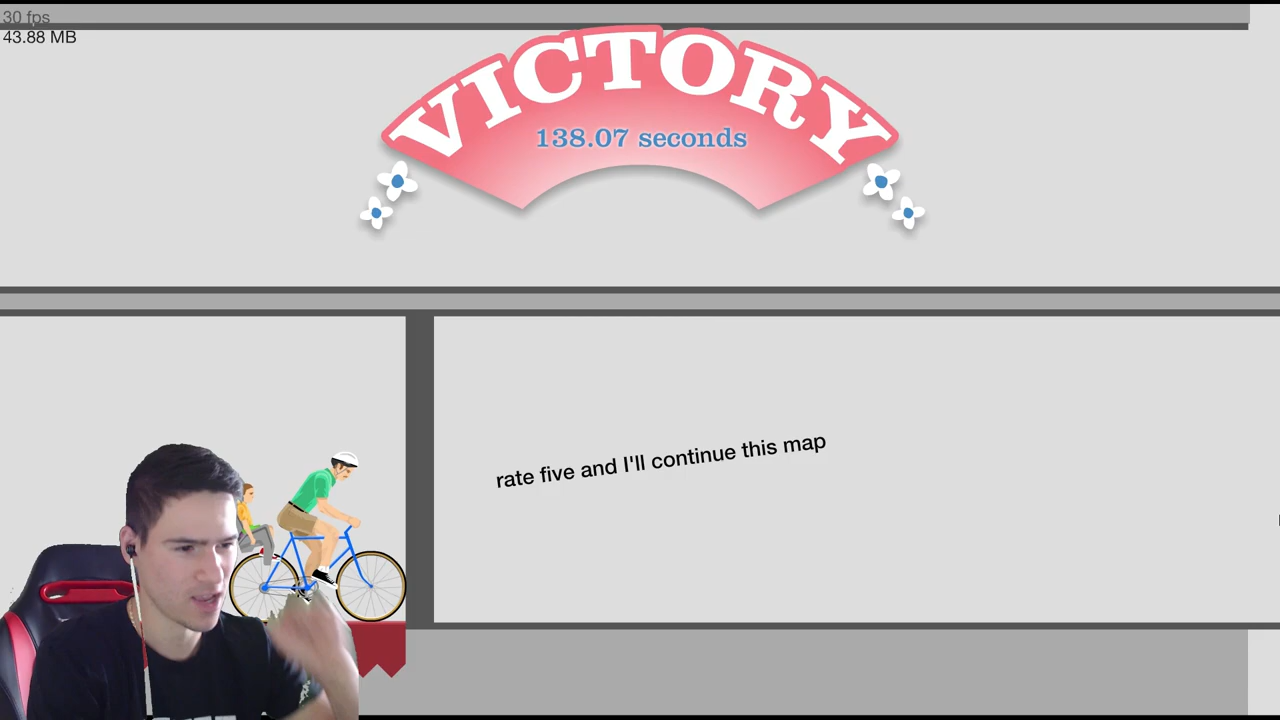 30 fps
43.88 MB
VICTORY
138.07 seconds
rate five and I'll continue this map